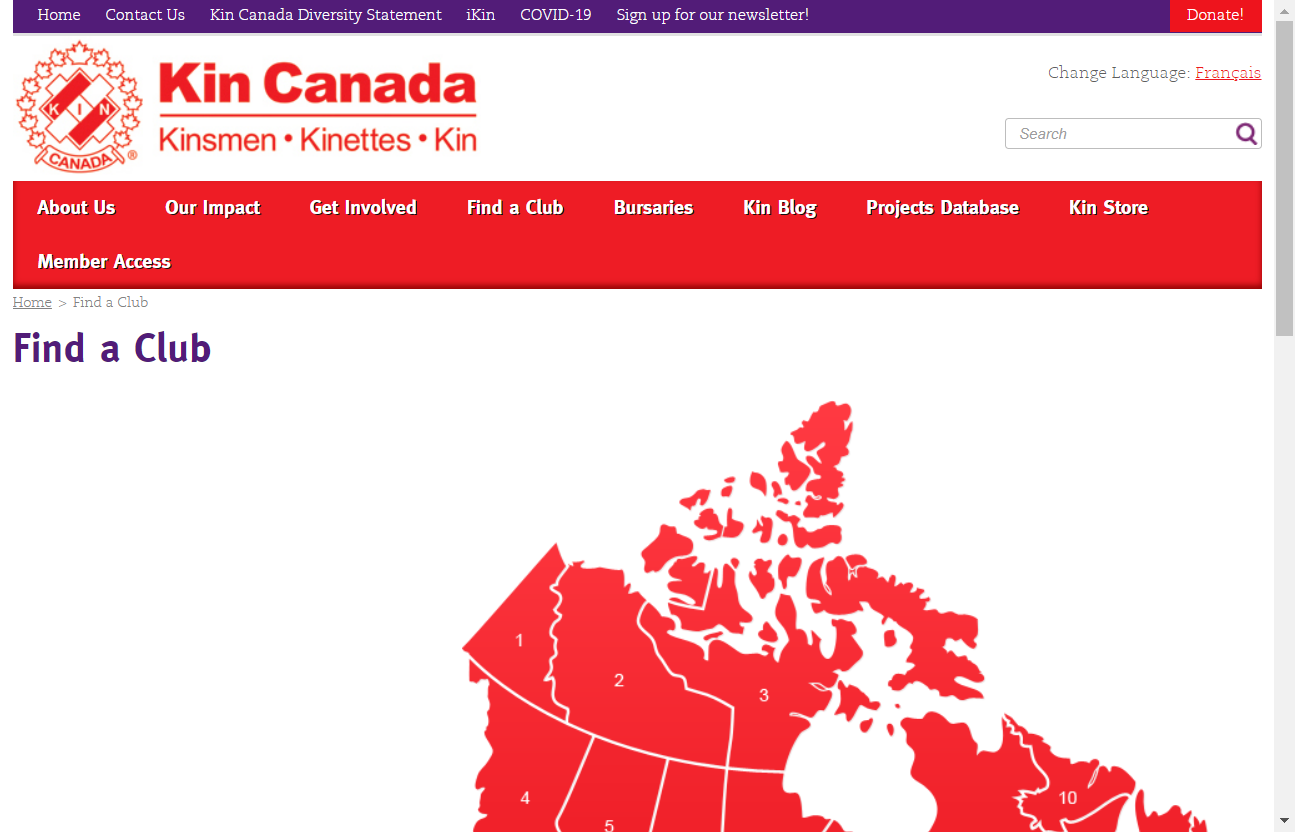 Home Contact Us Kin Canada Diversity Statement iKin COVID-19 Sign up for our newsletter! Donate!
KIN
CANADA ®
Kin Canada
Kinsmen • Kinettes • Kin
Change Language: Français
Search
About Us Our Impact Get Involved Find a Club Bursaries Kin Blog Projects Database Kin Store
Member Access
Home > Find a Club
Find a Club
1
2
3
4
5
10